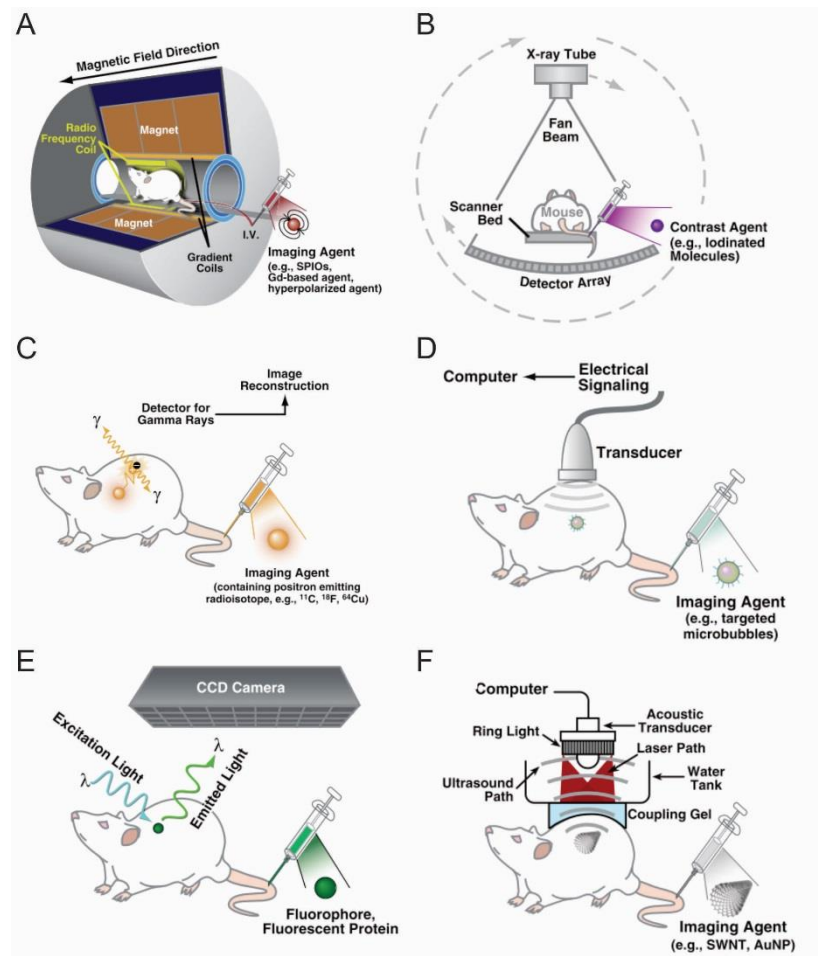 A
Magnetic Field Direction
Radio
Frequency
Coil
Magnet
Magnet
I.V.
Gradient
Coils
Imaging Agent
(e.g., SPIOs,
Gd-based agent,
hyperpolarized agent)
B
X-ray Tube
Fan
Beam
Scanner
Bed
Mouse
Contrast Agent
(e.g., Iodinated
Molecules)
Detector Array
C
Image
Reconstruction
Detector for
Gamma Rays
γ
γ
Imaging Agent
(containing positron emitting
radioisotope, e.g., ¹¹C, ¹⁸F, ⁶⁴Cu)
D
Computer
Electrical
Signaling
Transducer
Imaging Agent
(e.g., targeted
microbubbles)
E
CCD Camera
Excitation Light
λ
λ
Emitted Light
Fluorophore,
Fluorescent Protein
F
Computer
Acoustic
Transducer
Ring Light
Laser Path
Ultrasound
Path
Water
Tank
Coupling Gel
Imaging Agent
(e.g., SWNT, AuNP)